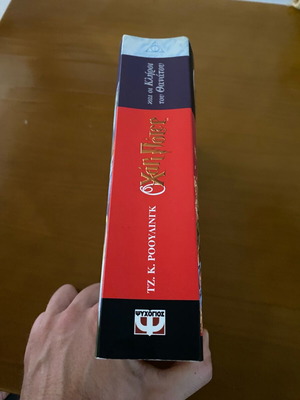 Ο Χάρι Πότερ
και οι Κλήροι
του Θανάτου
ΤΖ. Κ. ΡΟΟΥΛΙΝΓΚ
ΨΥΧΟΓΙΟΣ